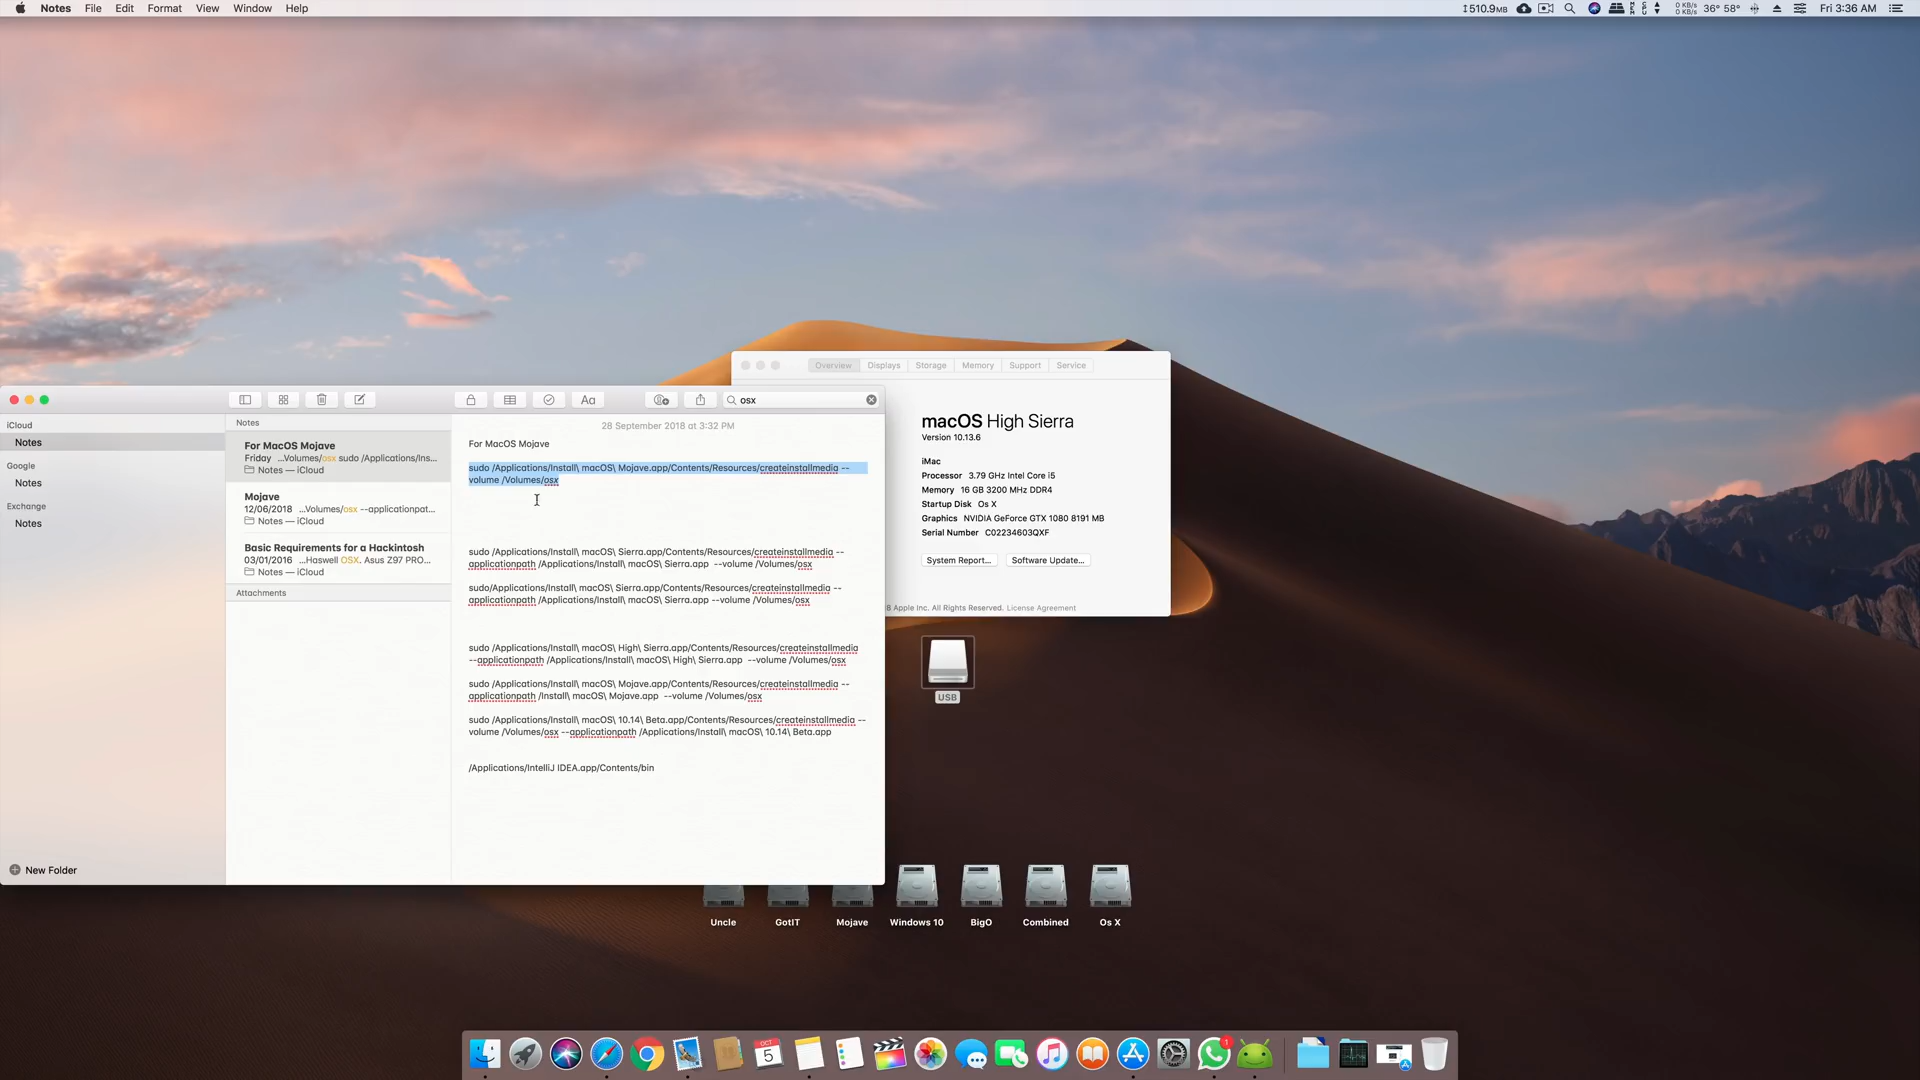 Notes File Edit Format View Window Help
510.9MB
0 KB/s
0 KB/s
36° 58°
Fri 3:36 AM
Overview Displays Storage Memory Support Service
macOS High Sierra
Version 10.13.6
iMac
Processor 3.79 GHz Intel Core i5
Memory 16 GB 3200 MHz DDR4
Startup Disk Os X
Graphics NVIDIA GeForce GTX 1080 8191 MB
Serial Number C02234603QXF
System Report... Software Update...
8 Apple Inc. All Rights Reserved. License Agreement
Aa
osx
iCloud
Notes
Google
Notes
Exchange
Notes
New Folder
Notes
For MacOS Mojave
Friday ...Volumes/osx sudo /Applications/Ins...
Notes — iCloud
Mojave
12/06/2018 ...Volumes/osx --applicationpat...
Notes — iCloud
Basic Requirements for a Hackintosh
03/01/2016 ...Haswell OSX. Asus Z97 PRO...
Notes — iCloud
Attachments
28 September 2018 at 3:32 PM
For MacOS Mojave
sudo /Applications/Install\ macOS\ Mojave.app/Contents/Resources/createinstallmedia --
volume /Volumes/osx
sudo /Applications/Install\ macOS\ Sierra.app/Contents/Resources/createinstallmedia --
applicationpath /Applications/Install\ macOS\ Sierra.app --volume /Volumes/osx
sudo/Applications/Install\ macOS\ Sierra.app/Contents/Resources/createinstallmedia --
applicationpath /Applications/Install\ macOS\ Sierra.app --volume /Volumes/osx
sudo /Applications/Install\ macOS\ High\ Sierra.app/Contents/Resources/createinstallmedia
--applicationpath /Applications/Install\ macOS\ High\ Sierra.app --volume /Volumes/osx
sudo /Applications/Install\ macOS\ Mojave.app/Contents/Resources/createinstallmedia --
applicationpath /Install\ macOS\ Mojave.app --volume /Volumes/osx
sudo /Applications/Install\ macOS\ 10.14\ Beta.app/Contents/Resources/createinstallmedia --
volume /Volumes/osx --applicationpath /Applications/Install\ macOS\ 10.14\ Beta.app
/Applications/IntelliJ IDEA.app/Contents/bin
USB
Uncle GotIT Mojave Windows 10 BigO Combined Os X
OCT
5
1